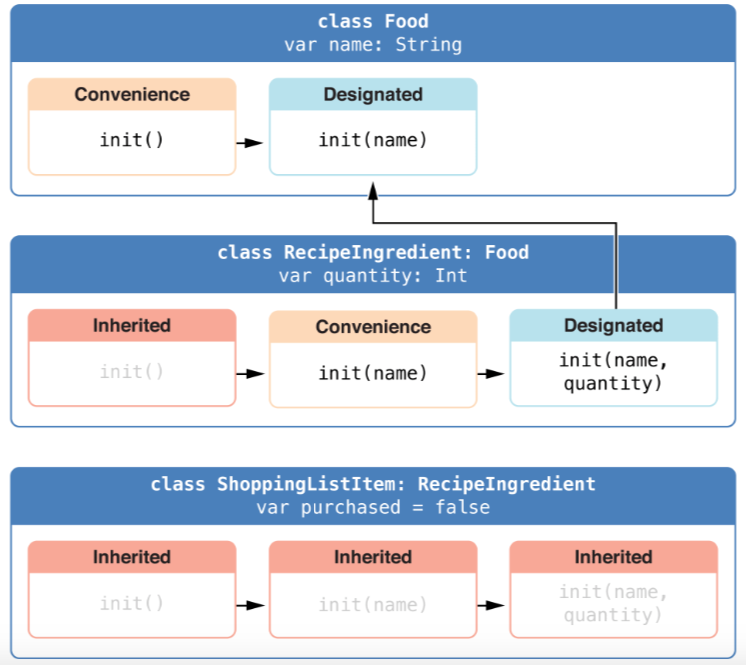 class Food
var name: String
Convenience
Designated
init()
init(name)
class RecipeIngredient: Food
var quantity: Int
Inherited
Convenience
Designated
init()
init(name)
init(name,
quantity)
class ShoppingListItem: RecipeIngredient
var purchased = false
Inherited
Inherited
Inherited
init()
init(name)
init(name,
quantity)